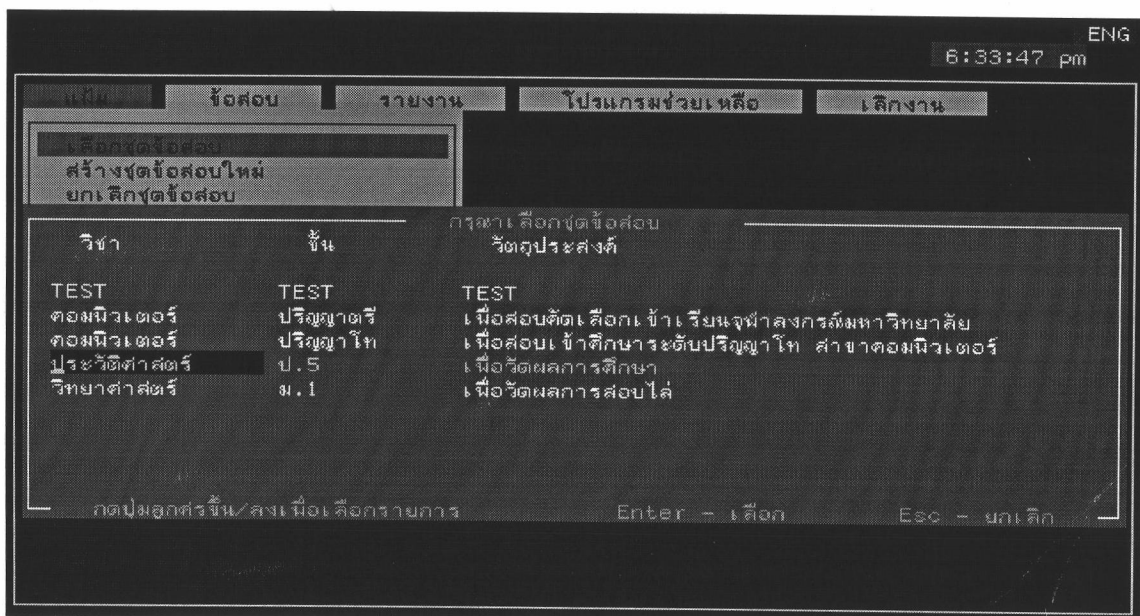 ENG
6:33:47 pm
แฟ้ม ข้อสอบ รายงาน โปรแกรมช่วยเหลือ เลิกงาน
เลือกชุดข้อสอบ
สร้างชุดข้อสอบใหม่
ยกเลิกชุดข้อสอบ
กรุณาเลือกชุดข้อสอบ
วิชา ชั้น วัตถุประสงค์
TEST TEST TEST
คอมพิวเตอร์ ปริญญาตรี เพื่อสอบคัดเลือกเข้าเรียนจุฬาลงกรณ์มหาวิทยาลัย
คอมพิวเตอร์ ปริญญาโท เพื่อสอบเข้าศึกษาระดับปริญญาโท สาขาคอมพิวเตอร์
ประวัติศาสตร์ ป.5 เพื่อวัดผลการศึกษา
วิทยาศาสตร์ ม.1 เพื่อวัดผลการสอบไล่
กดปุ่มลูกศรขึ้น/ลงเพื่อเลือกรายการ Enter - เลือก Esc - ยกเลิก